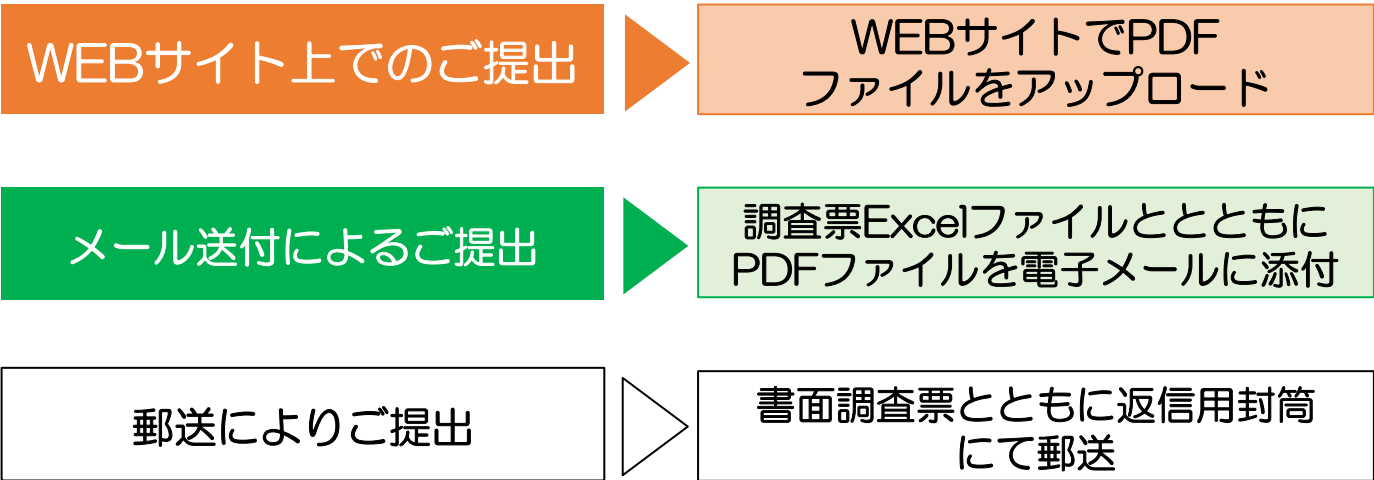 WEBサイト上でのご提出
WEBサイトでPDF
ファイルをアップロード
メール送付によるご提出
調査票Excelファイルととともに
PDFファイルを電子メールに添付
郵送によりご提出
書面調査票とともに返信用封筒
にて郵送